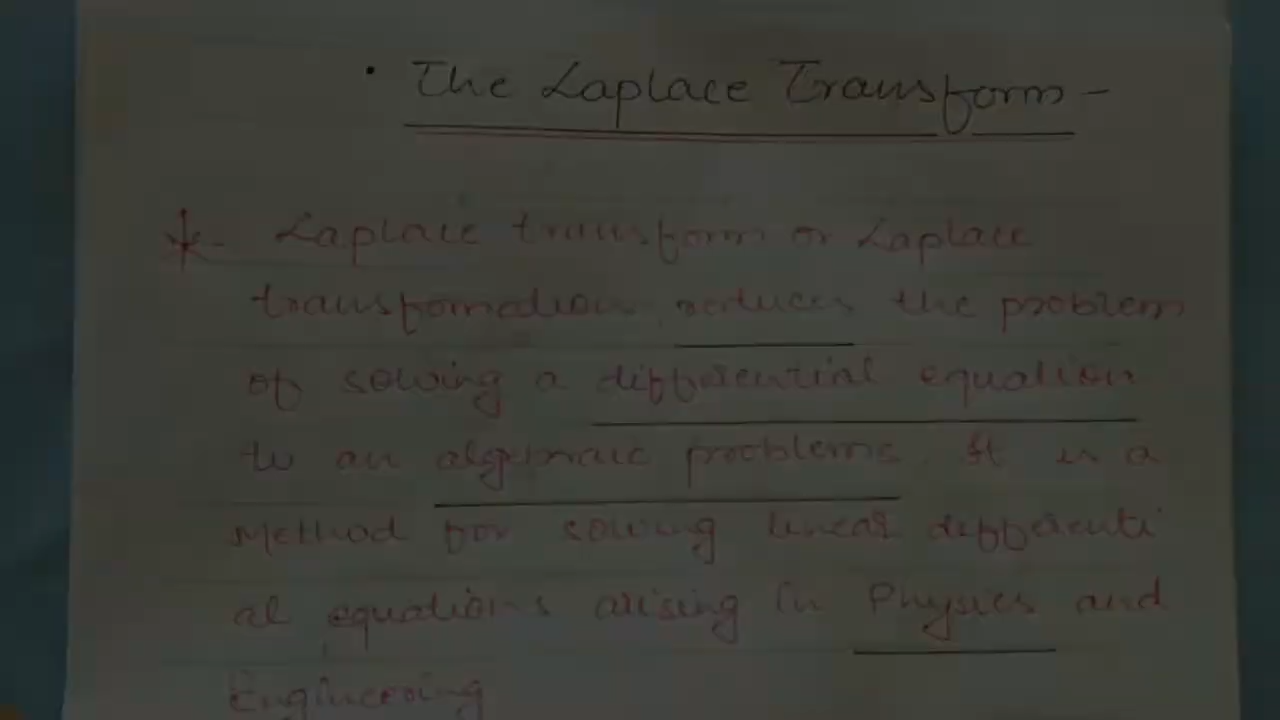 • The Laplace Transform -
* Laplace transform or Laplace
transformation reduces the problem
of solving a differential equation
to an algebraic problems. It is a
Method for solving linear differenti
al equations arising in Physics and
Engineering